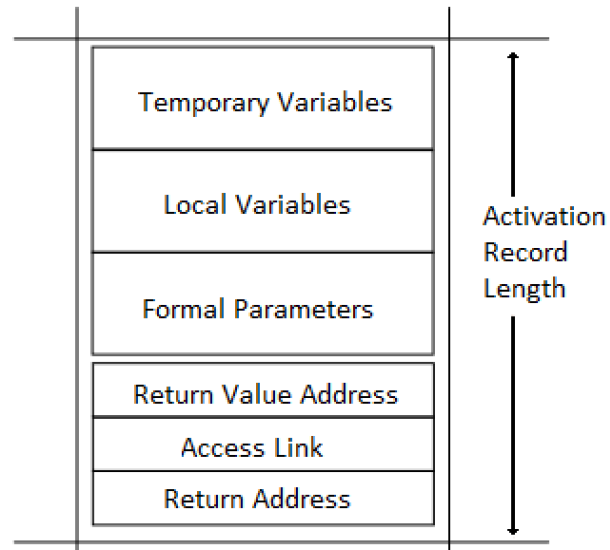 Temporary Variables
Local Variables
Formal Parameters
Return Value Address
Access Link
Return Address
Activation
Record
Length